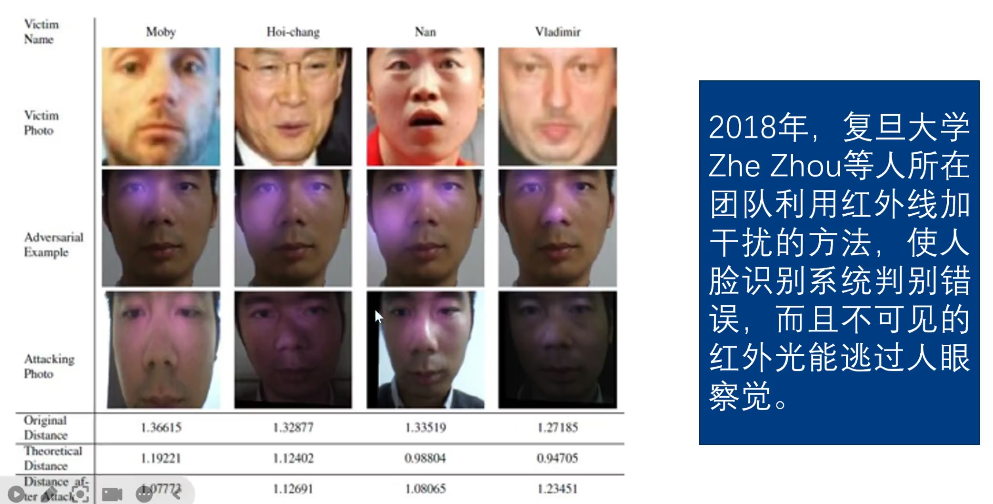 Victim Name Moby Hoi-chang Nan Vladimir
Victim Photo
Adversarial Example
Attacking Photo
Original Distance 1.36615 1.32877 1.33519 1.27185
Theoretical Distance 1.19221 1.12402 0.98804 0.94705
Distance af-ter Attack 1.07773 1.12691 1.08065 1.23451
2018年，复旦大学
Zhe Zhou等人所在
团队利用红外线加
干扰的方法，使人
脸识别系统判别错
误，而且不可见的
红外光能逃过人眼
察觉。